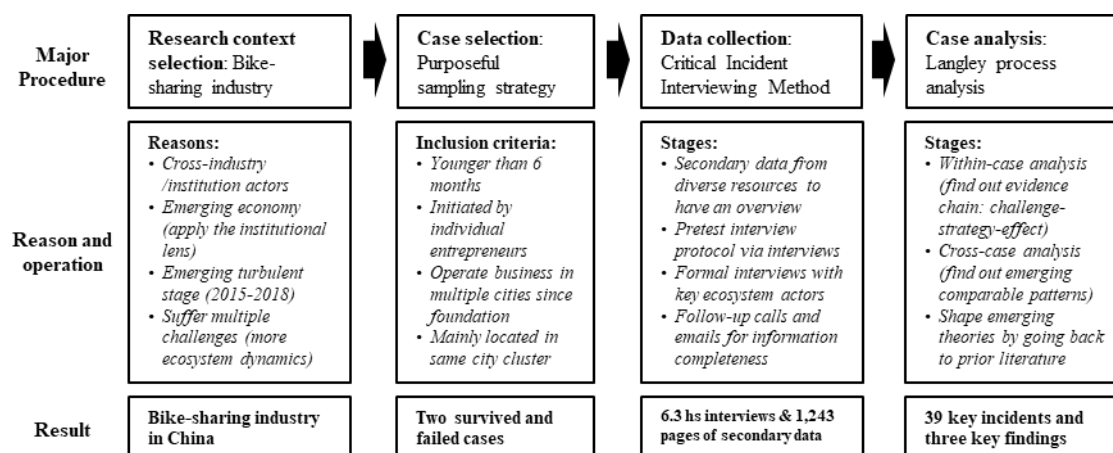 Major
Procedure
Research context
selection: Bike-
sharing industry
Case selection:
Purposeful
sampling strategy
Data collection:
Critical Incident
Interviewing Method
Case analysis:
Langley process
analysis
Reason and
operation
Reasons:
• Cross-industry
/institution actors
• Emerging economy
(apply the institutional
lens)
• Emerging turbulent
stage (2015-2018)
• Suffer multiple
challenges (more
ecosystem dynamics)
Inclusion criteria:
• Younger than 6
months
• Initiated by
individual
entrepreneurs
• Operate business in
multiple cities since
foundation
• Mainly located in
same city cluster
Stages:
• Secondary data from
diverse resources to
have an overview
• Pretest interview
protocol via interviews
• Formal interviews with
key ecosystem actors
• Follow-up calls and
emails for information
completeness
Stages:
• Within-case analysis
(find out evidence
chain: challenge-
strategy-effect)
• Cross-case analysis
(find out emerging
comparable patterns)
• Shape emerging
theories by going back
to prior literature
Result
Bike-sharing industry
in China
Two survived and
failed cases
6.3 hs interviews & 1,243
pages of secondary data
39 key incidents and
three key findings